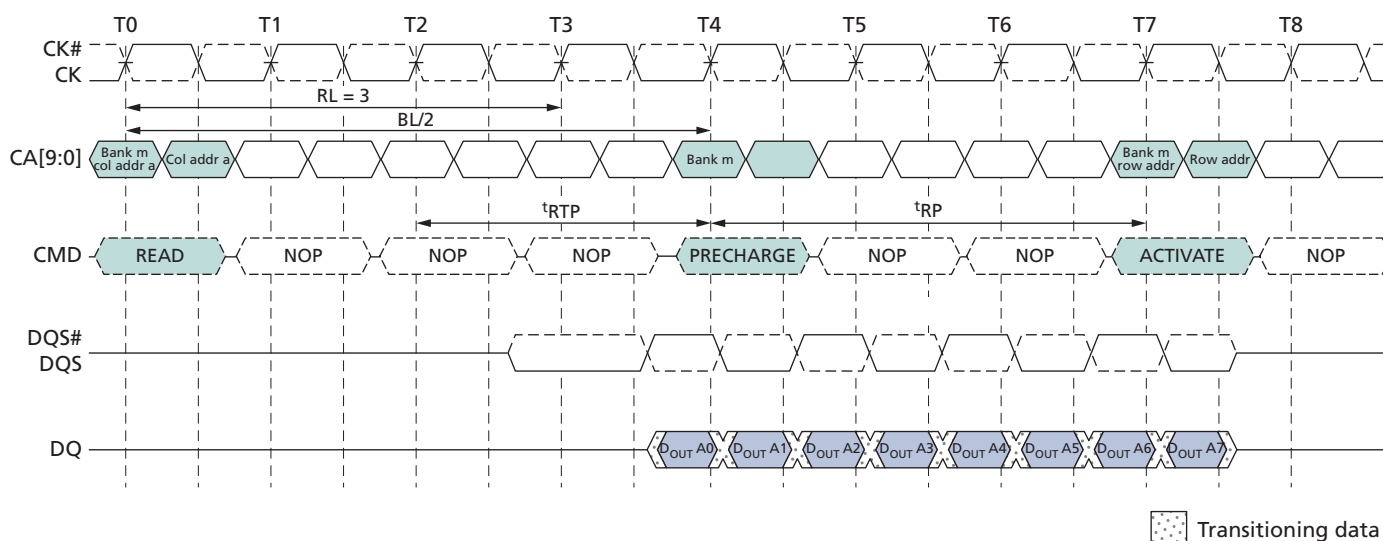 T0 T1 T2 T3 T4 T5 T6 T7 T8
CK#
CK
RL = 3
BL/2
CA[9:0]
Bank m
col addr a
Col addr a
Bank m
Bank m
row addr
Row addr
tRTP
tRP
CMD
READ
NOP
NOP
NOP
PRECHARGE
NOP
NOP
ACTIVATE
NOP
DQS#
DQS
DQ
DOUT A0
DOUT A1
DOUT A2
DOUT A3
DOUT A4
DOUT A5
DOUT A6
DOUT A7
Transitioning data